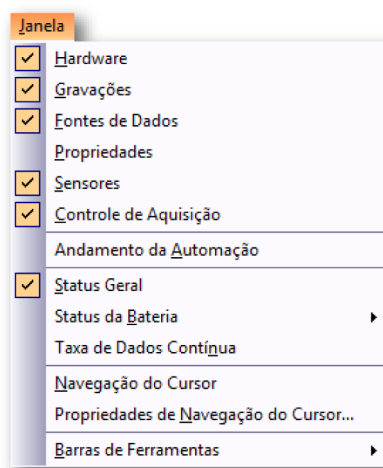 Janela
Hardware
Gravações
Fontes de Dados
Propriedades
Sensores
Controle de Aquisição
Andamento da Automação
Status Geral
Status da Bateria
Taxa de Dados Contínua
Navegação do Cursor
Propriedades de Navegação do Cursor...
Barras de Ferramentas